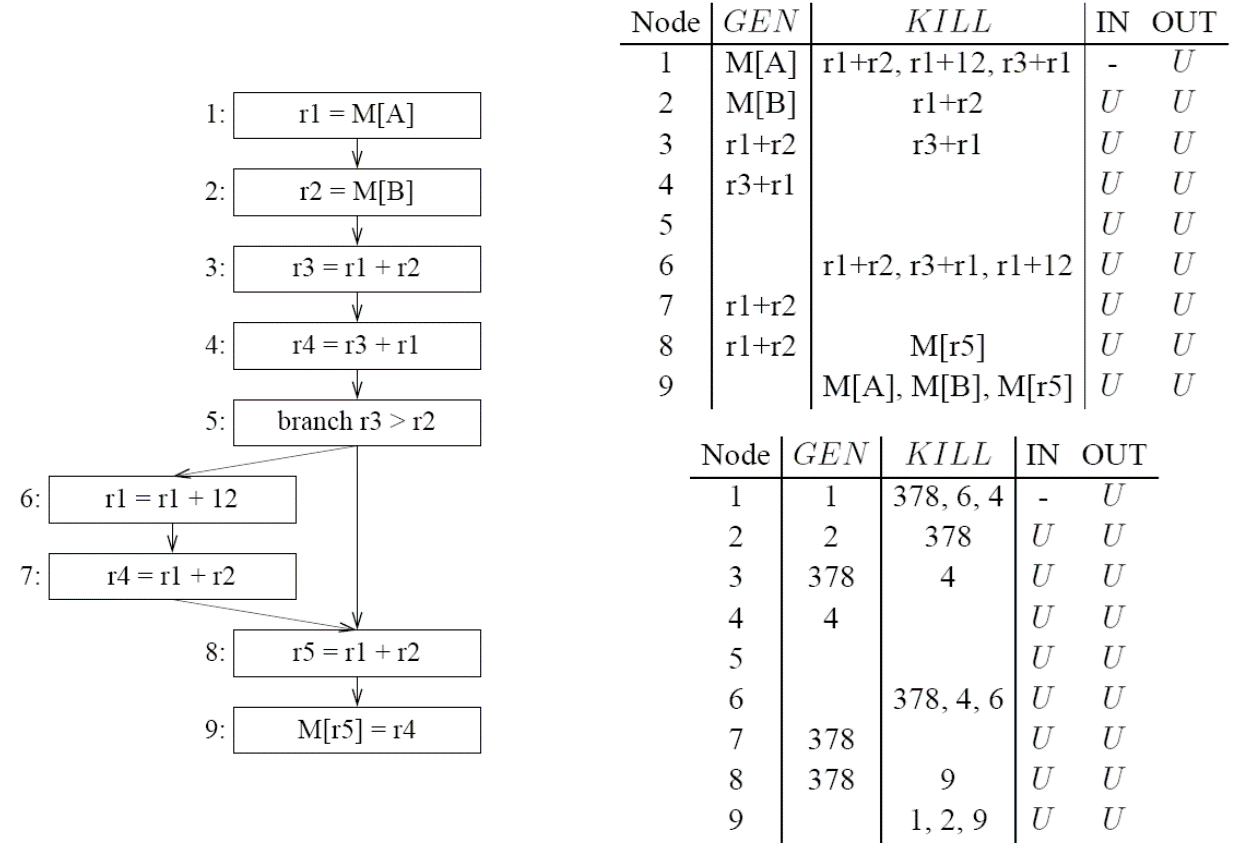 1: r1 = M[A]
2: r2 = M[B]
3: r3 = r1 + r2
4: r4 = r3 + r1
5: branch r3 > r2
6: r1 = r1 + 12
7: r4 = r1 + r2
8: r5 = r1 + r2
9: M[r5] = r4
Node GEN KILL IN OUT
1 M[A] r1+r2, r1+12, r3+r1 - U
2 M[B] r1+r2 U U
3 r1+r2 r3+r1 U U
4 r3+r1 U U
5 U U
6 r1+r2, r3+r1, r1+12 U U
7 r1+r2 U U
8 r1+r2 M[r5] U U
9 M[A], M[B], M[r5] U U
Node GEN KILL IN OUT
1 1 378, 6, 4 - U
2 2 378 U U
3 378 4 U U
4 4 U U
5 U U
6 378, 4, 6 U U
7 378 U U
8 378 9 U U
9 1, 2, 9 U U